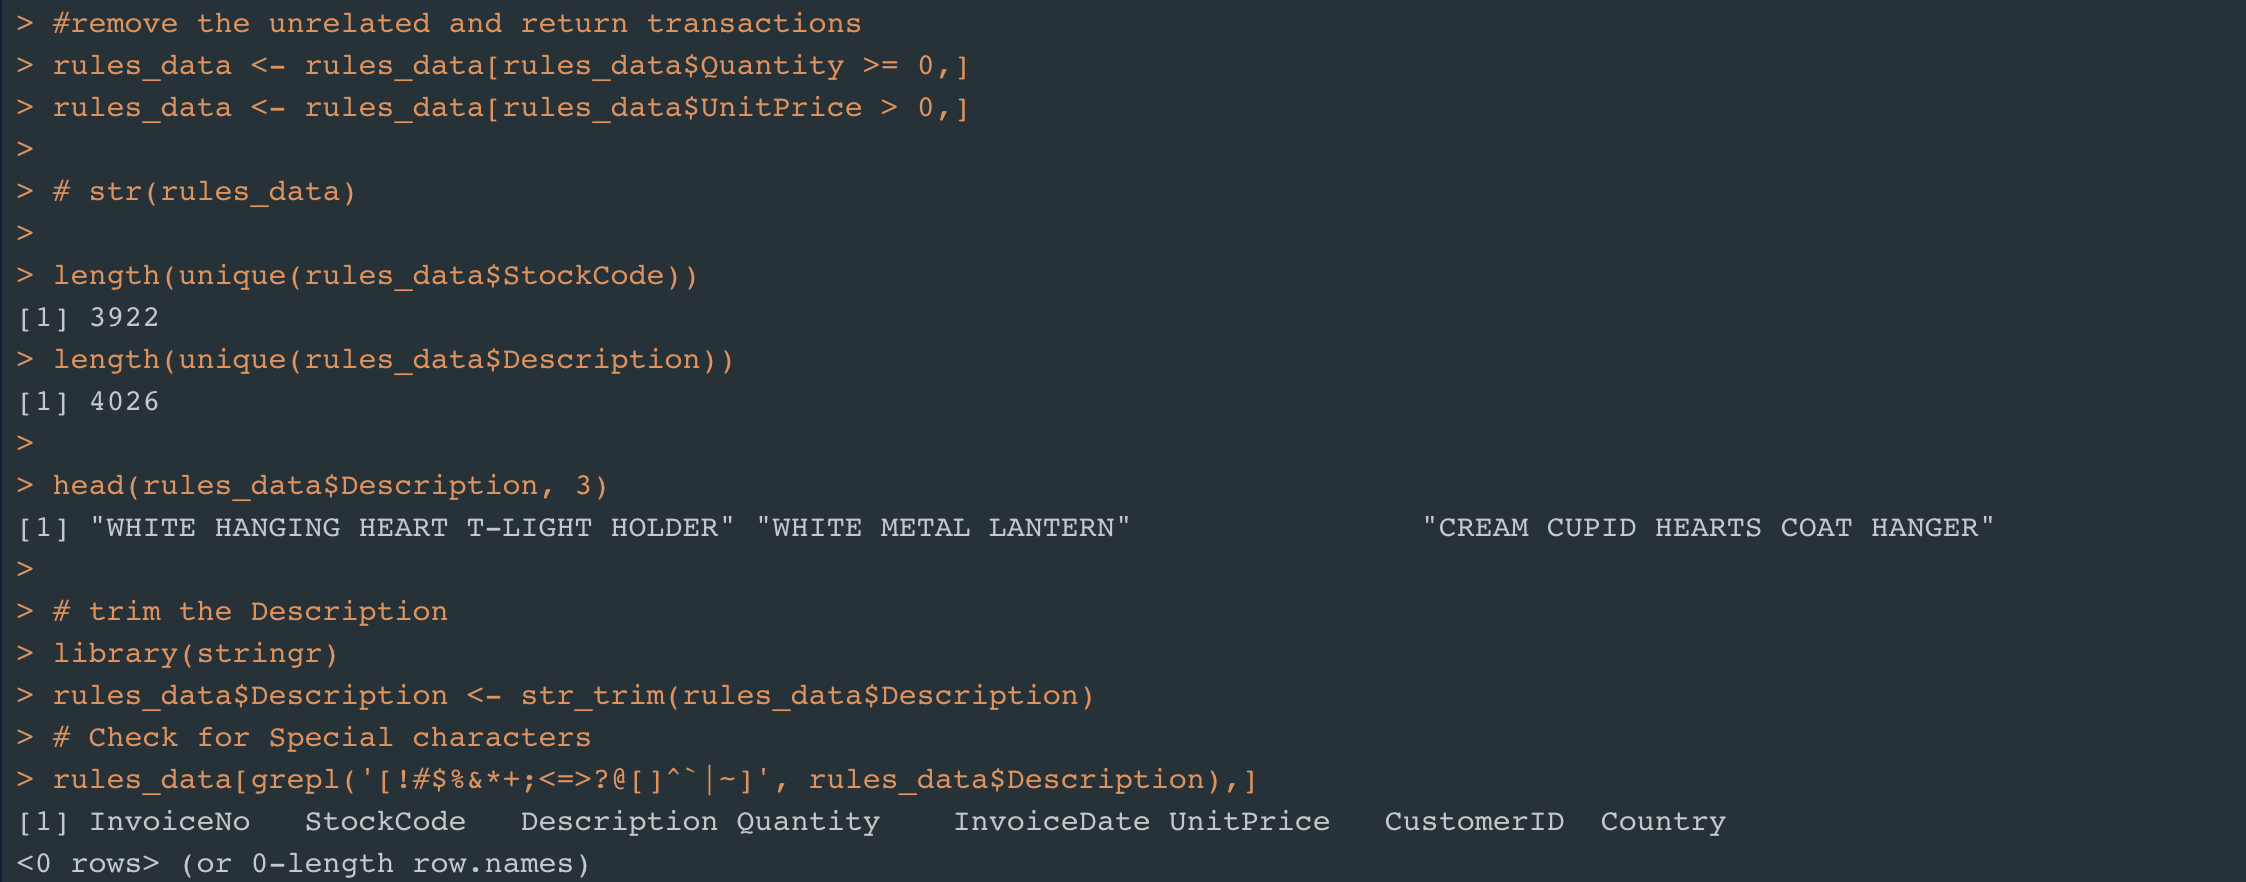 > #remove the unrelated and return transactions
> rules_data <- rules_data[rules_data$Quantity >= 0,]
> rules_data <- rules_data[rules_data$UnitPrice > 0,]
>
> # str(rules_data)
>
> length(unique(rules_data$StockCode))
[1] 3922
> length(unique(rules_data$Description))
[1] 4026
>
> head(rules_data$Description, 3)
[1] "WHITE HANGING HEART T-LIGHT HOLDER" "WHITE METAL LANTERN"                "CREAM CUPID HEARTS COAT HANGER"
>
> # trim the Description
> library(stringr)
> rules_data$Description <- str_trim(rules_data$Description)
> # Check for Special characters
> rules_data[grepl('[!#$%&*+;<=>?@[]^`|~]', rules_data$Description),]
[1] InvoiceNo   StockCode   Description Quantity    InvoiceDate UnitPrice   CustomerID  Country
<0 rows> (or 0-length row.names)